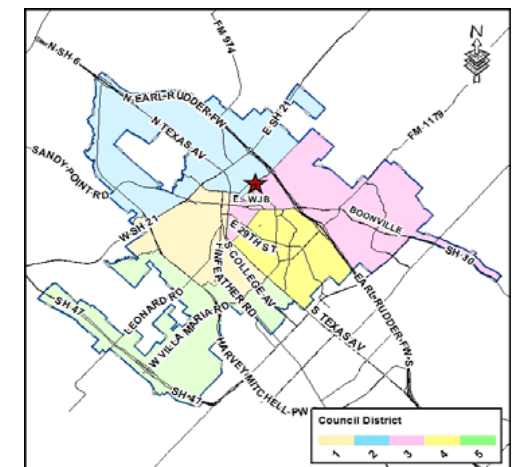 N
N-SH 6
FM 974
N-EARL-RUDDER-FW
E SH 21
N TEXAS AV
FM-1179
SANDY-POINT-RD
E WJB
BOONVILLE
W-SH 21
E 29TH ST
SH-30
S COLLEGE AV
FINFEATHER RD
LEONARD RD
EARL-RUDDER-FW-S
SH 47
W VILLA MARIA RD
S TEXAS AV
SH-47
HARVEY-MITCHELL-PW
Council District
1 2 3 4 5